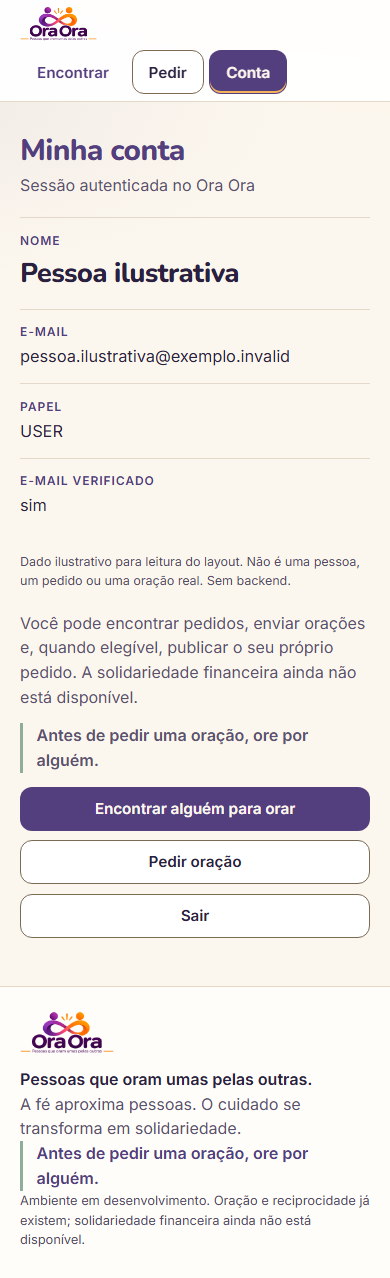 Ora Ora
Encontrar
Pedir
Conta
Minha conta
Sessão autenticada no Ora Ora
NOME
Pessoa ilustrativa
E-MAIL
pessoa.ilustrativa@exemplo.invalid
PAPEL
USER
E-MAIL VERIFICADO
sim
Dado ilustrativo para leitura do layout. Não é uma pessoa,
um pedido ou uma oração real. Sem backend.
Você pode encontrar pedidos, enviar orações
e, quando elegível, publicar o seu próprio
pedido. A solidariedade financeira ainda não
está disponível.
Antes de pedir uma oração, ore por
alguém.
Encontrar alguém para orar
Pedir oração
Sair
Ora Ora
Pessoas que oram umas pelas outras
Pessoas que oram umas pelas outras.
A fé aproxima pessoas. O cuidado se
transforma em solidariedade.
Antes de pedir uma oração, ore por
alguém.
Ambiente em desenvolvimento. Oração e reciprocidade já
existem; solidariedade financeira ainda não está
disponível.